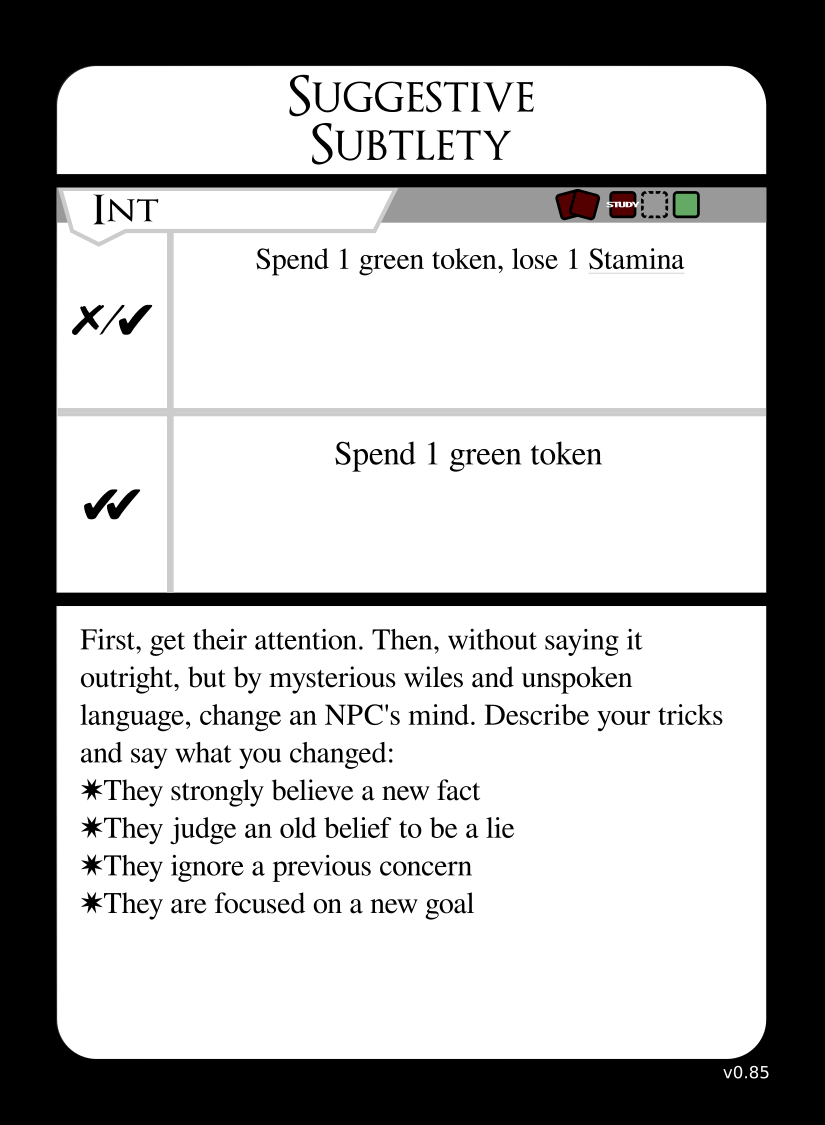 SUGGESTIVE
SUBTLETY
INT
STUDY
Spend 1 green token, lose 1 Stamina
✗/✔
Spend 1 green token
✔✔
First, get their attention. Then, without saying it
outright, but by mysterious wiles and unspoken
language, change an NPC's mind. Describe your tricks
and say what you changed:
✷They strongly believe a new fact
✷They judge an old belief to be a lie
✷They ignore a previous concern
✷They are focused on a new goal
v0.85